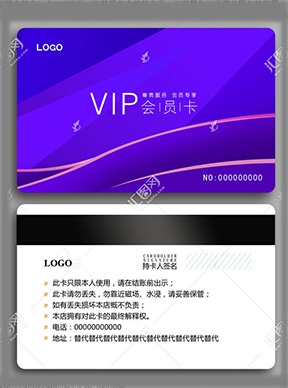 LOGO
尊贵服务 会员专享
VIP会员卡
NO:000000000
LOGO
CARDHOLDER
SIGNATURE
持卡人签名
此卡只限本人使用，请在结账前出示；
此卡请勿丢失，勿靠近磁场、水浸，请妥善保管；
如有丢失损坏本店概不负责；
本店拥有对此卡的最终解释权。
电话：00000000000
地址：替代替代替代替代替代替代替代